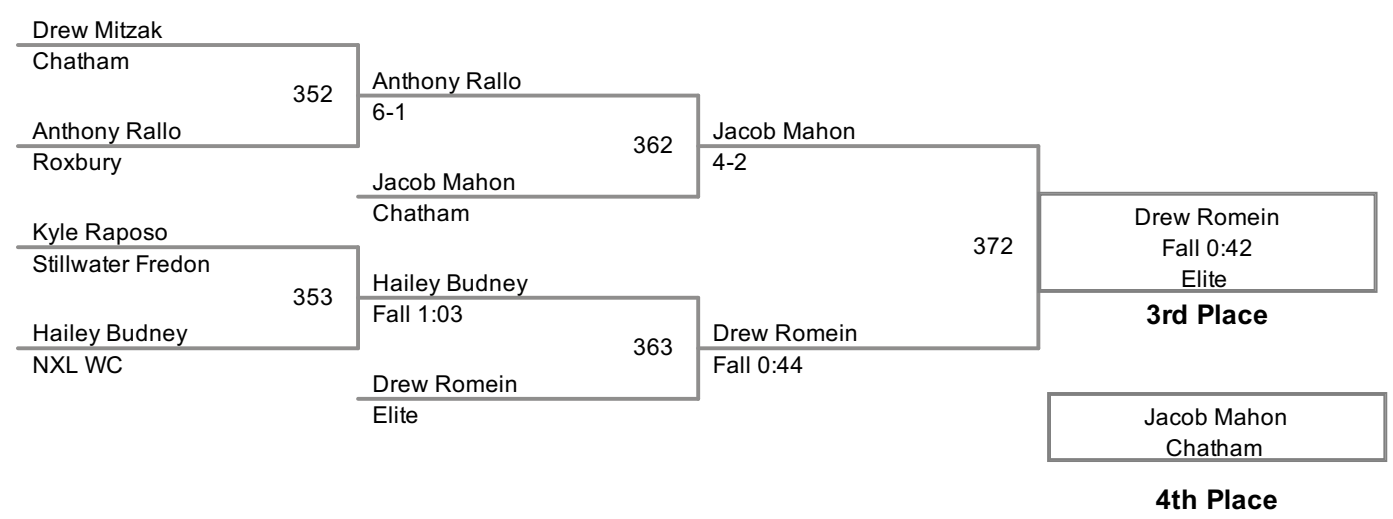 Drew Mitzak
Chatham
352
Anthony Rallo
Roxbury
Anthony Rallo
6-1
362
Jacob Mahon
Chatham
Jacob Mahon
4-2
Kyle Raposo
Stillwater Fredon
353
Hailey Budney
NXL WC
Hailey Budney
Fall 1:03
363
Drew Romein
Elite
Drew Romein
Fall 0:44
372
Drew Romein
Fall 0:42
Elite
3rd Place
Jacob Mahon
Chatham
4th Place